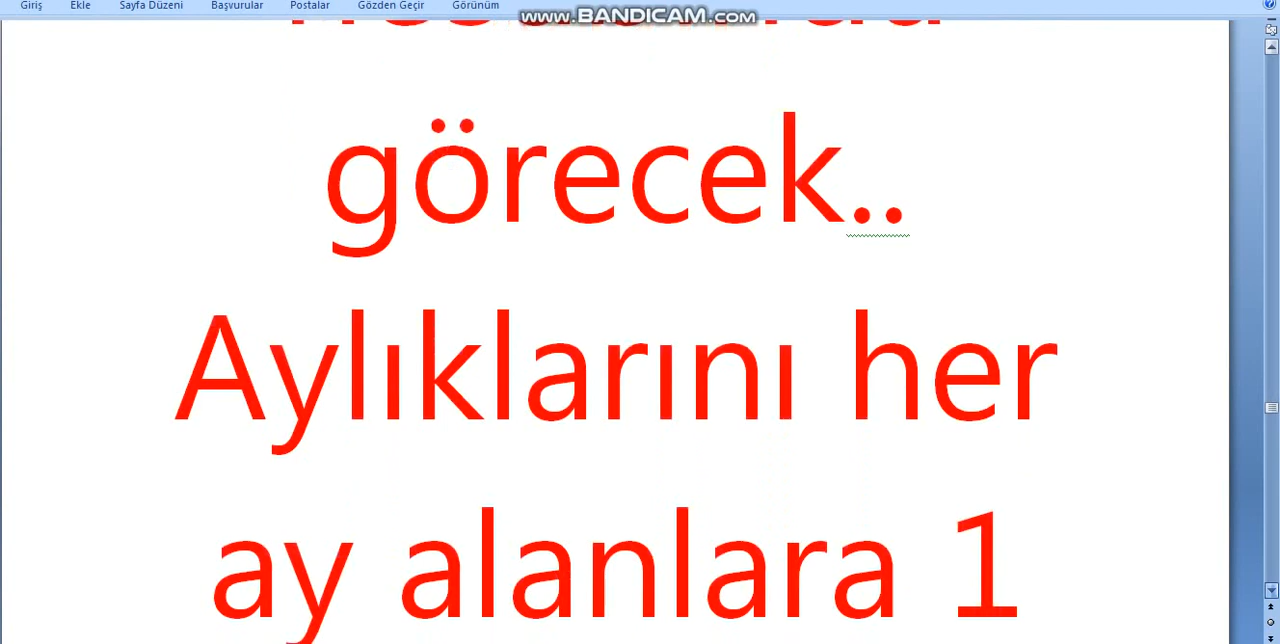 Giriş Ekle Sayfa Düzeni Başvurular Postalar Gözden Geçir Görünüm
www.BANDICAM.com
görecek..
Aylıklarını her
ay alanlara 1